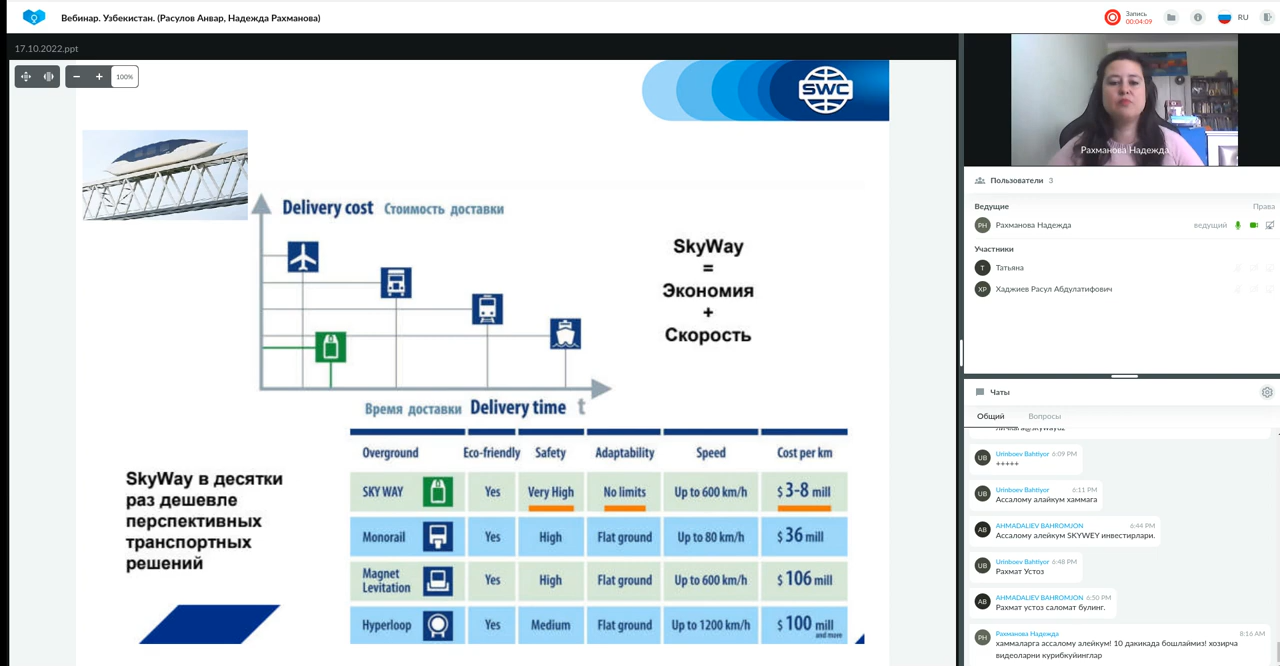 Вебинар. Узбекистан. (Расулов Анвар, Надежда Рахманова)
Запись
00:04:09
RU
17.10.2022.ppt
100%
SWC
Delivery cost Стоимость доставки
SkyWay
=
Экономия
+
Скорость
Время доставки Delivery time t
SkyWay в десятки
раз дешевле
перспективных
транспортных
решений
Overground Eco-friendly Safety Adaptability Speed Cost per km
SKY WAY Yes Very High No limits Up to 600 km/h $ 3-8 mill
Monorail Yes High Flat ground Up to 80 km/h $ 36 mill
Magnet
Levitation Yes High Flat ground Up to 600 km/h $ 106 mill
Hyperloop Yes Medium Flat ground Up to 1200 km/h $ 100 mill
and more
Рахманова Надежда
Пользователи 3
Ведущие Права
РН Рахманова Надежда ведущий
Участники
Т Татьяна
ХР Хаджиев Расул Абдулатифович
Чаты
Общий Вопросы
UB Urinboev Bahtiyor 6:09 PM
+++++
UB Urinboev Bahtiyor 6:11 PM
Ассалому алайкум хаммага
AB AHMADALIEV BAHROMJON 6:44 PM
Ассалому алейкум SKYWEY инвестирлари.
UB Urinboev Bahtiyor 6:48 PM
Рахмат Устоз
AB AHMADALIEV BAHROMJON 6:50 PM
Рахмат устоз саломат булинг.
РН Рахманова Надежда 8:16 AM
хаммаларга ассалому алейкум! 10 дакикада бошлаймиз! хозирча
видеоларни курибкуйинглар